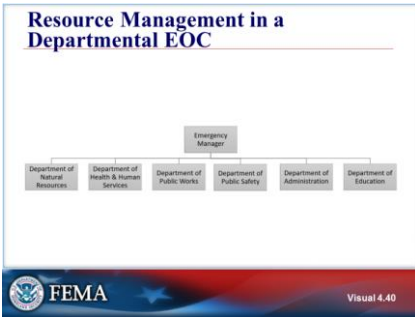 Resource Management in a
Departmental EOC
Emergency
Manager
Department of
Natural
Resources
Department of
Health & Human
Services
Department of
Public Works
Department of
Public Safety
Department of
Administration
Department of
Education
FEMA
Visual 4.40